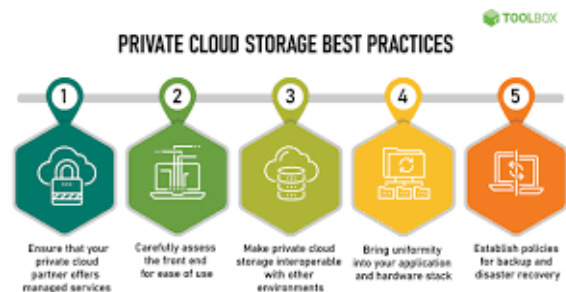 TOOLBOX
PRIVATE CLOUD STORAGE BEST PRACTICES
1
2
3
4
5
Ensure that your
private cloud
partner offers
managed services
Carefully assess
the front end
for ease of use
Make private cloud
storage interoperable
with other
environments
Bring uniformity
into your application
and hardware stack
Establish policies
for backup and
disaster recovery